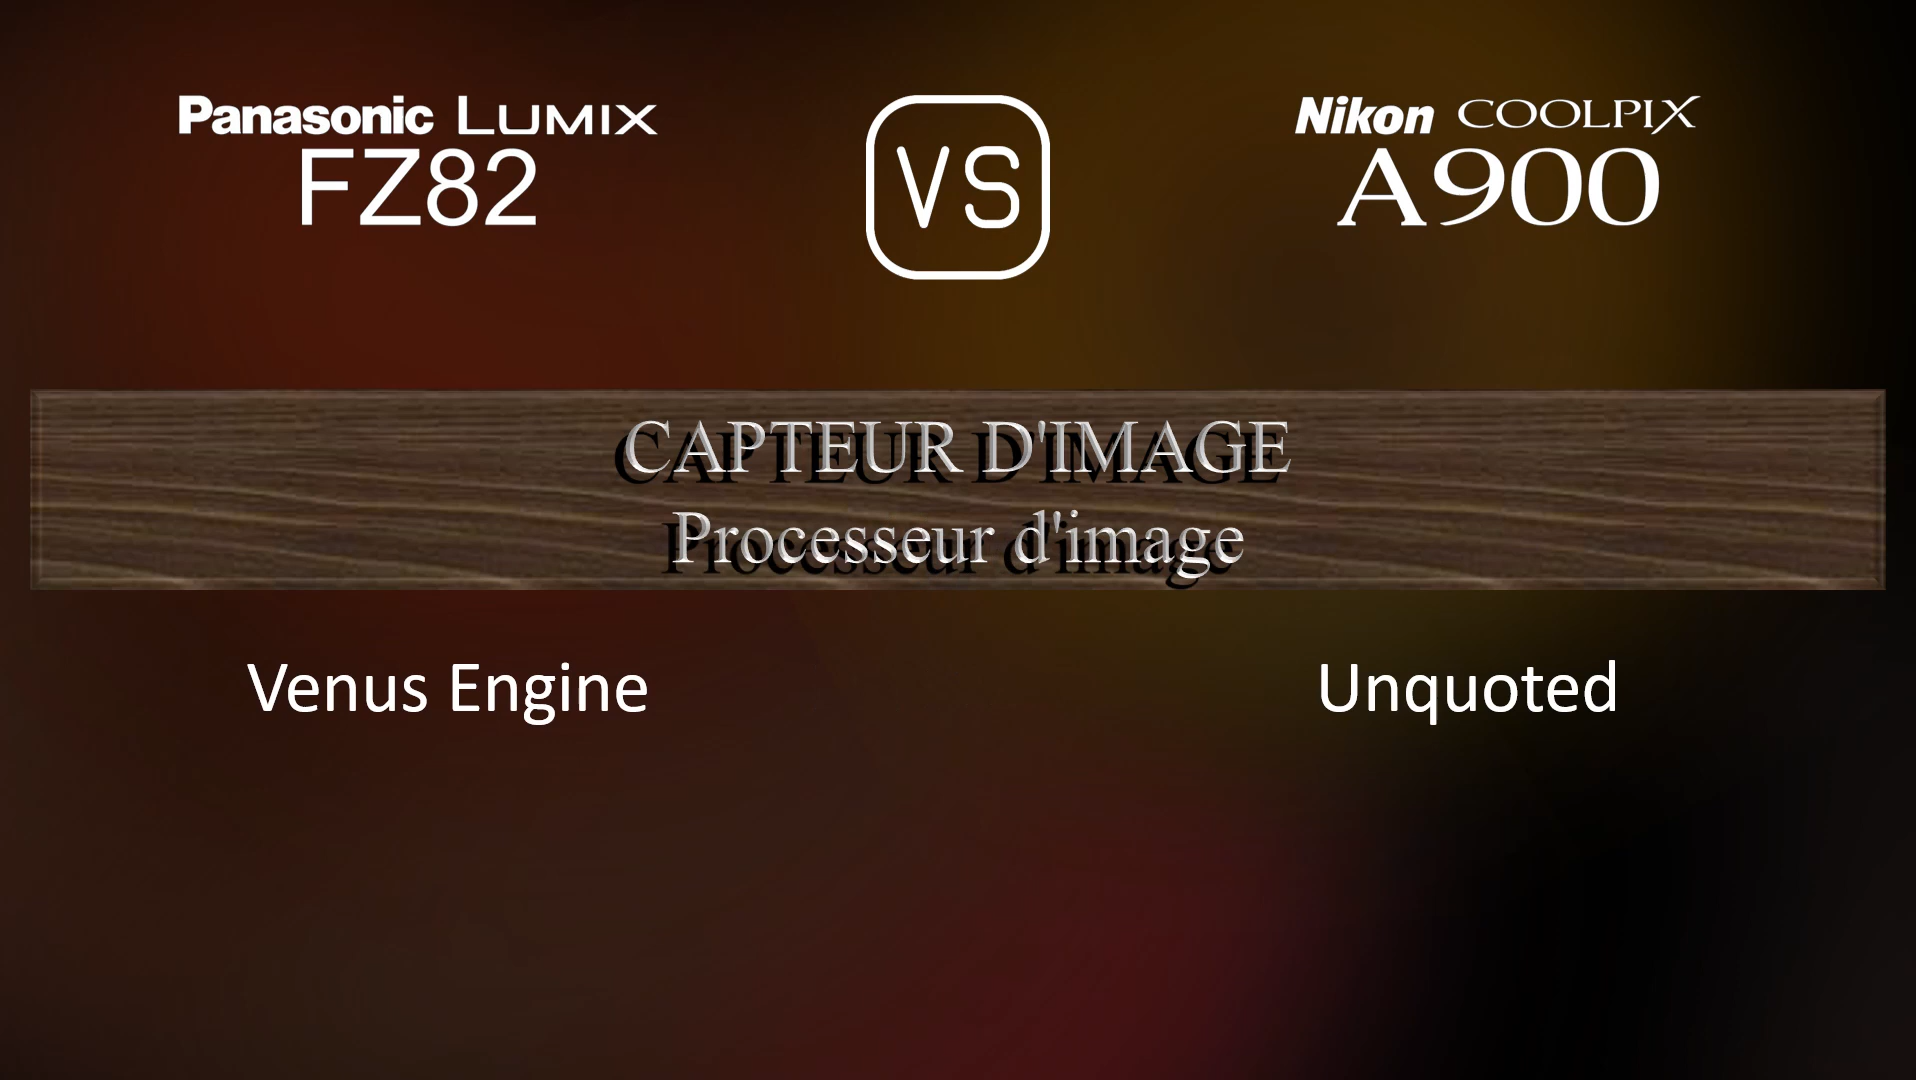 Panasonic LUMIX
FZ82
VS
Nikon COOLPIX
A900
CAPTEUR D'IMAGE
Processeur d'image
Venus Engine
Unquoted